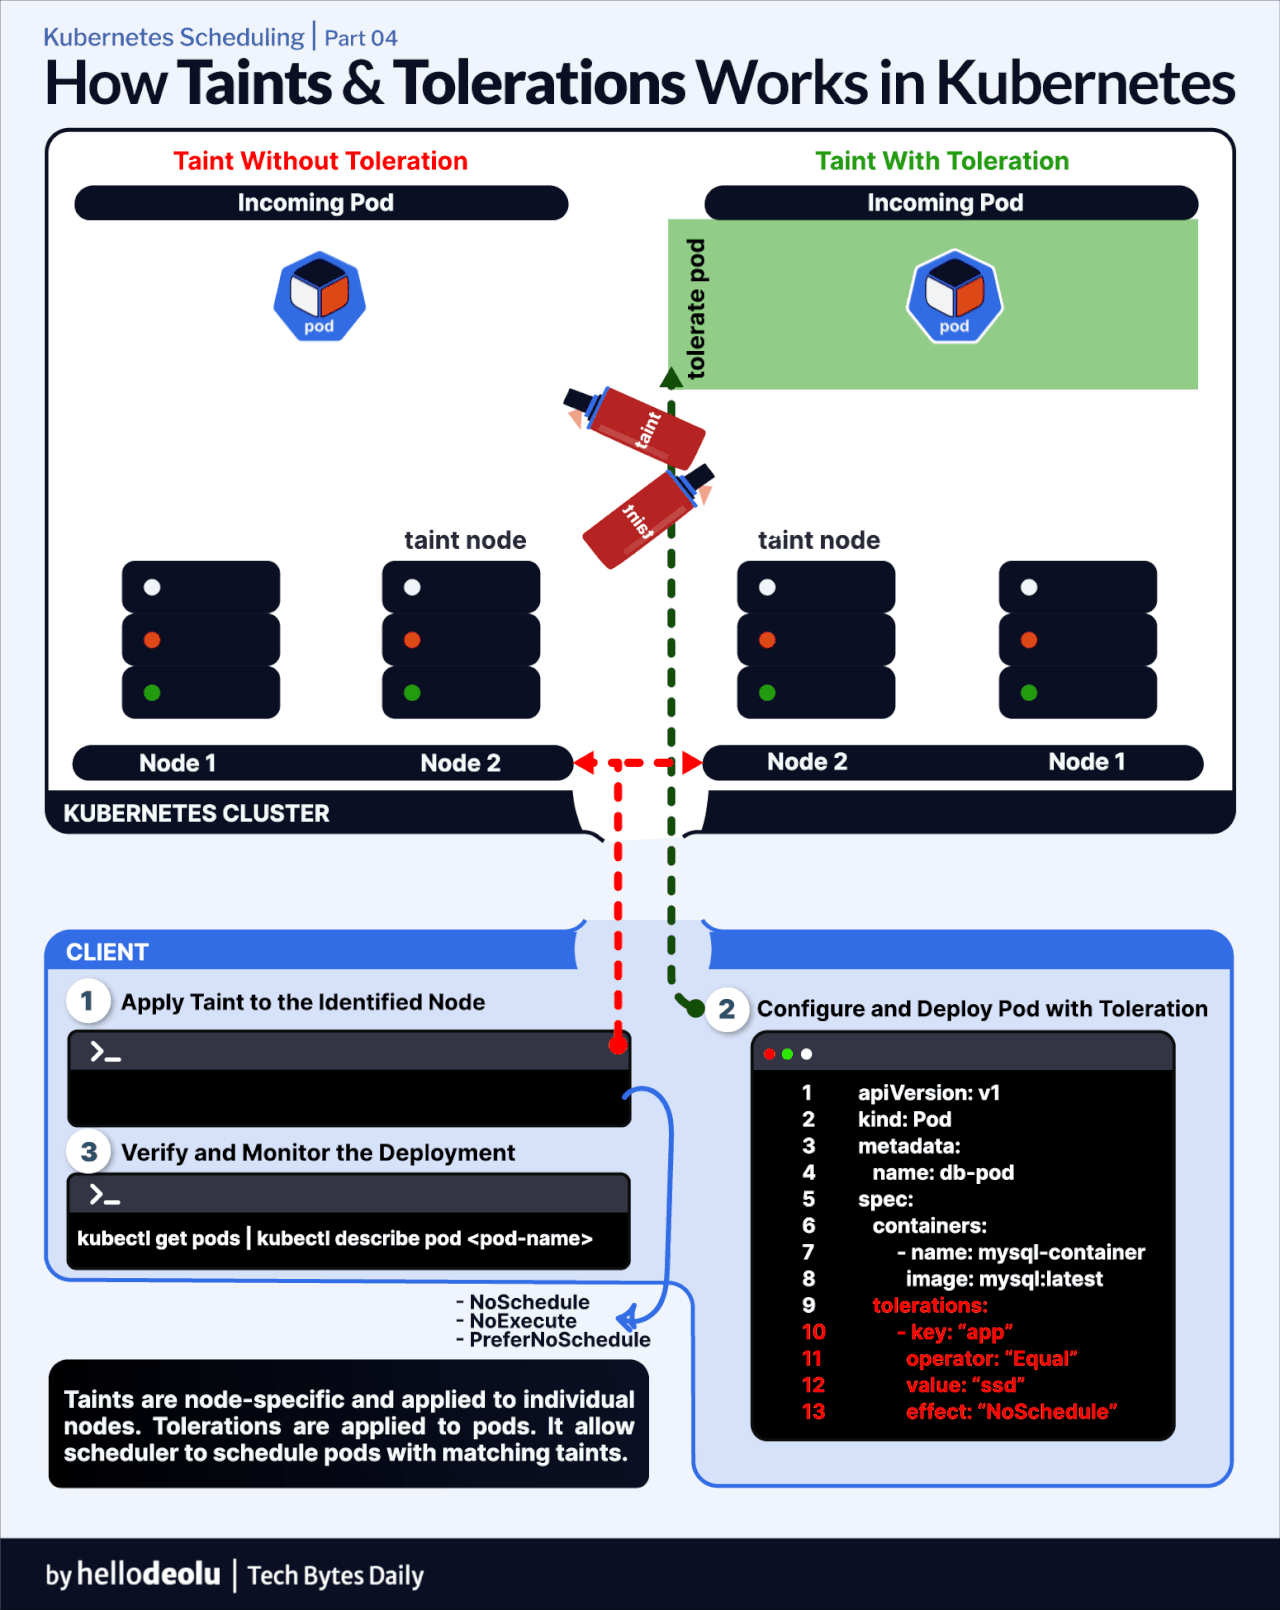 Kubernetes Scheduling | Part 04
How Taints & Tolerations Works in Kubernetes
Taint Without Toleration
Incoming Pod
pod
Taint With Toleration
Incoming Pod
tolerate pod
pod
taint
taint
taint node
taint node
Node 1
Node 2
Node 2
Node 1
KUBERNETES CLUSTER
CLIENT
1 Apply Taint to the Identified Node
>_
3 Verify and Monitor the Deployment
>_
kubectl get pods | kubectl describe pod <pod-name>
- NoSchedule
- NoExecute
- PreferNoSchedule
2 Configure and Deploy Pod with Toleration
1 apiVersion: v1
2 kind: Pod
3 metadata:
4 name: db-pod
5 spec:
6 containers:
7 - name: mysql-container
8 image: mysql:latest
9 tolerations:
10 - key: “app”
11 operator: “Equal”
12 value: “ssd”
13 effect: “NoSchedule”
Taints are node-specific and applied to individual
nodes. Tolerations are applied to pods. It allow
scheduler to schedule pods with matching taints.
by hellodeolu | Tech Bytes Daily